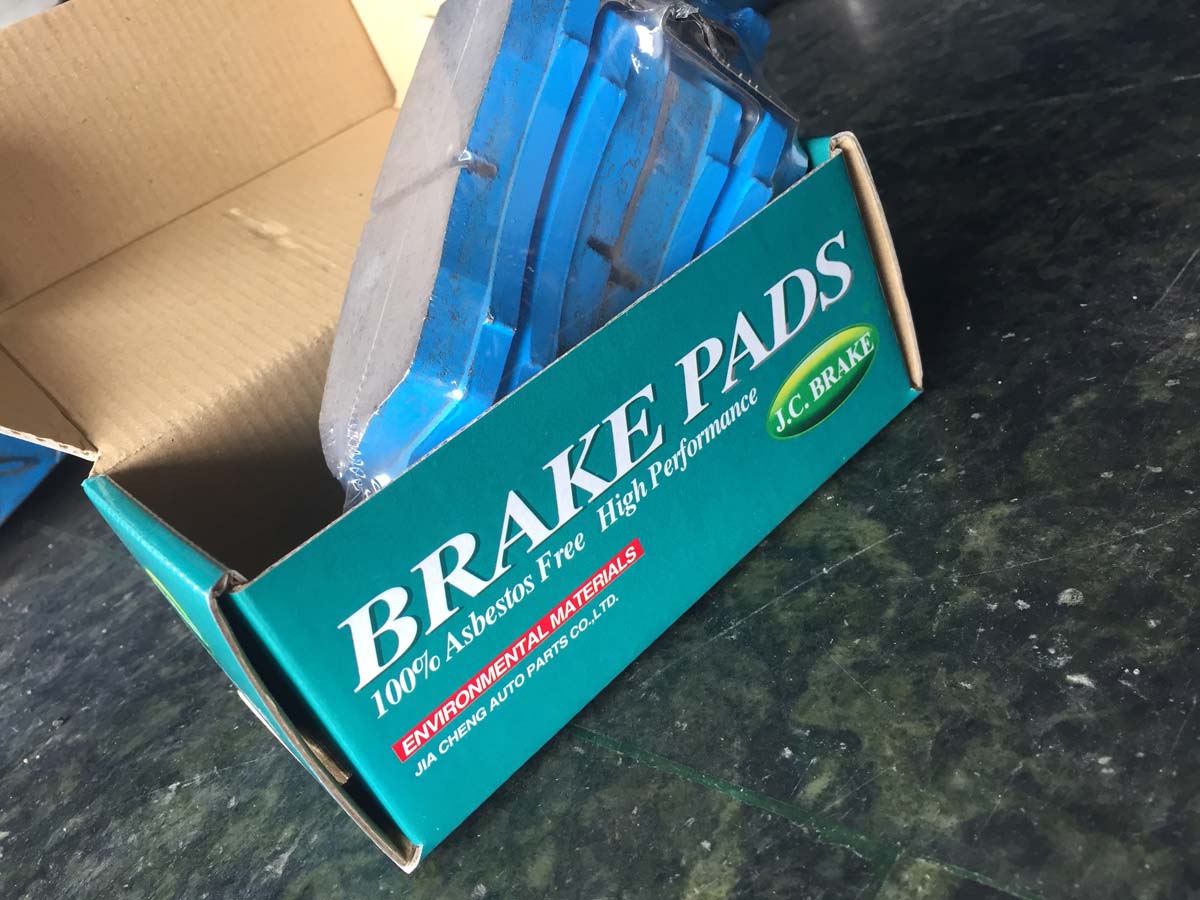 BRAKE PADS
100% Asbestos Free High Performance
J.C. BRAKE
ENVIRONMENTAL MATERIALS
JIA CHENG AUTO PARTS CO.,LTD.